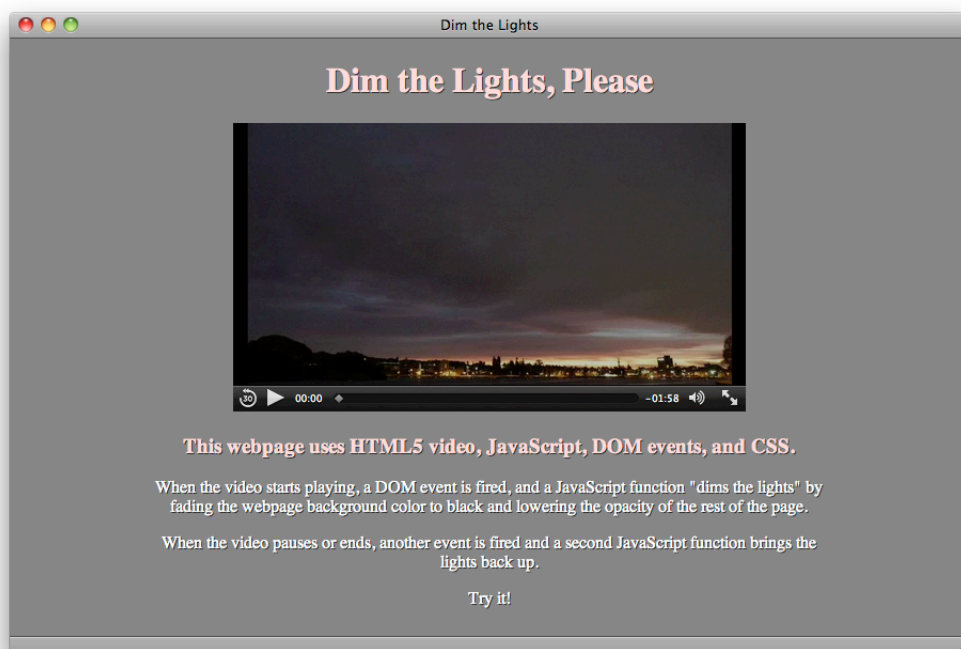 Dim the Lights
Dim the Lights, Please
30
00:00
-01:58
This webpage uses HTML5 video, JavaScript, DOM events, and CSS.
When the video starts playing, a DOM event is fired, and a JavaScript function "dims the lights" by
fading the webpage background color to black and lowering the opacity of the rest of the page.
When the video pauses or ends, another event is fired and a second JavaScript function brings the
lights back up.
Try it!